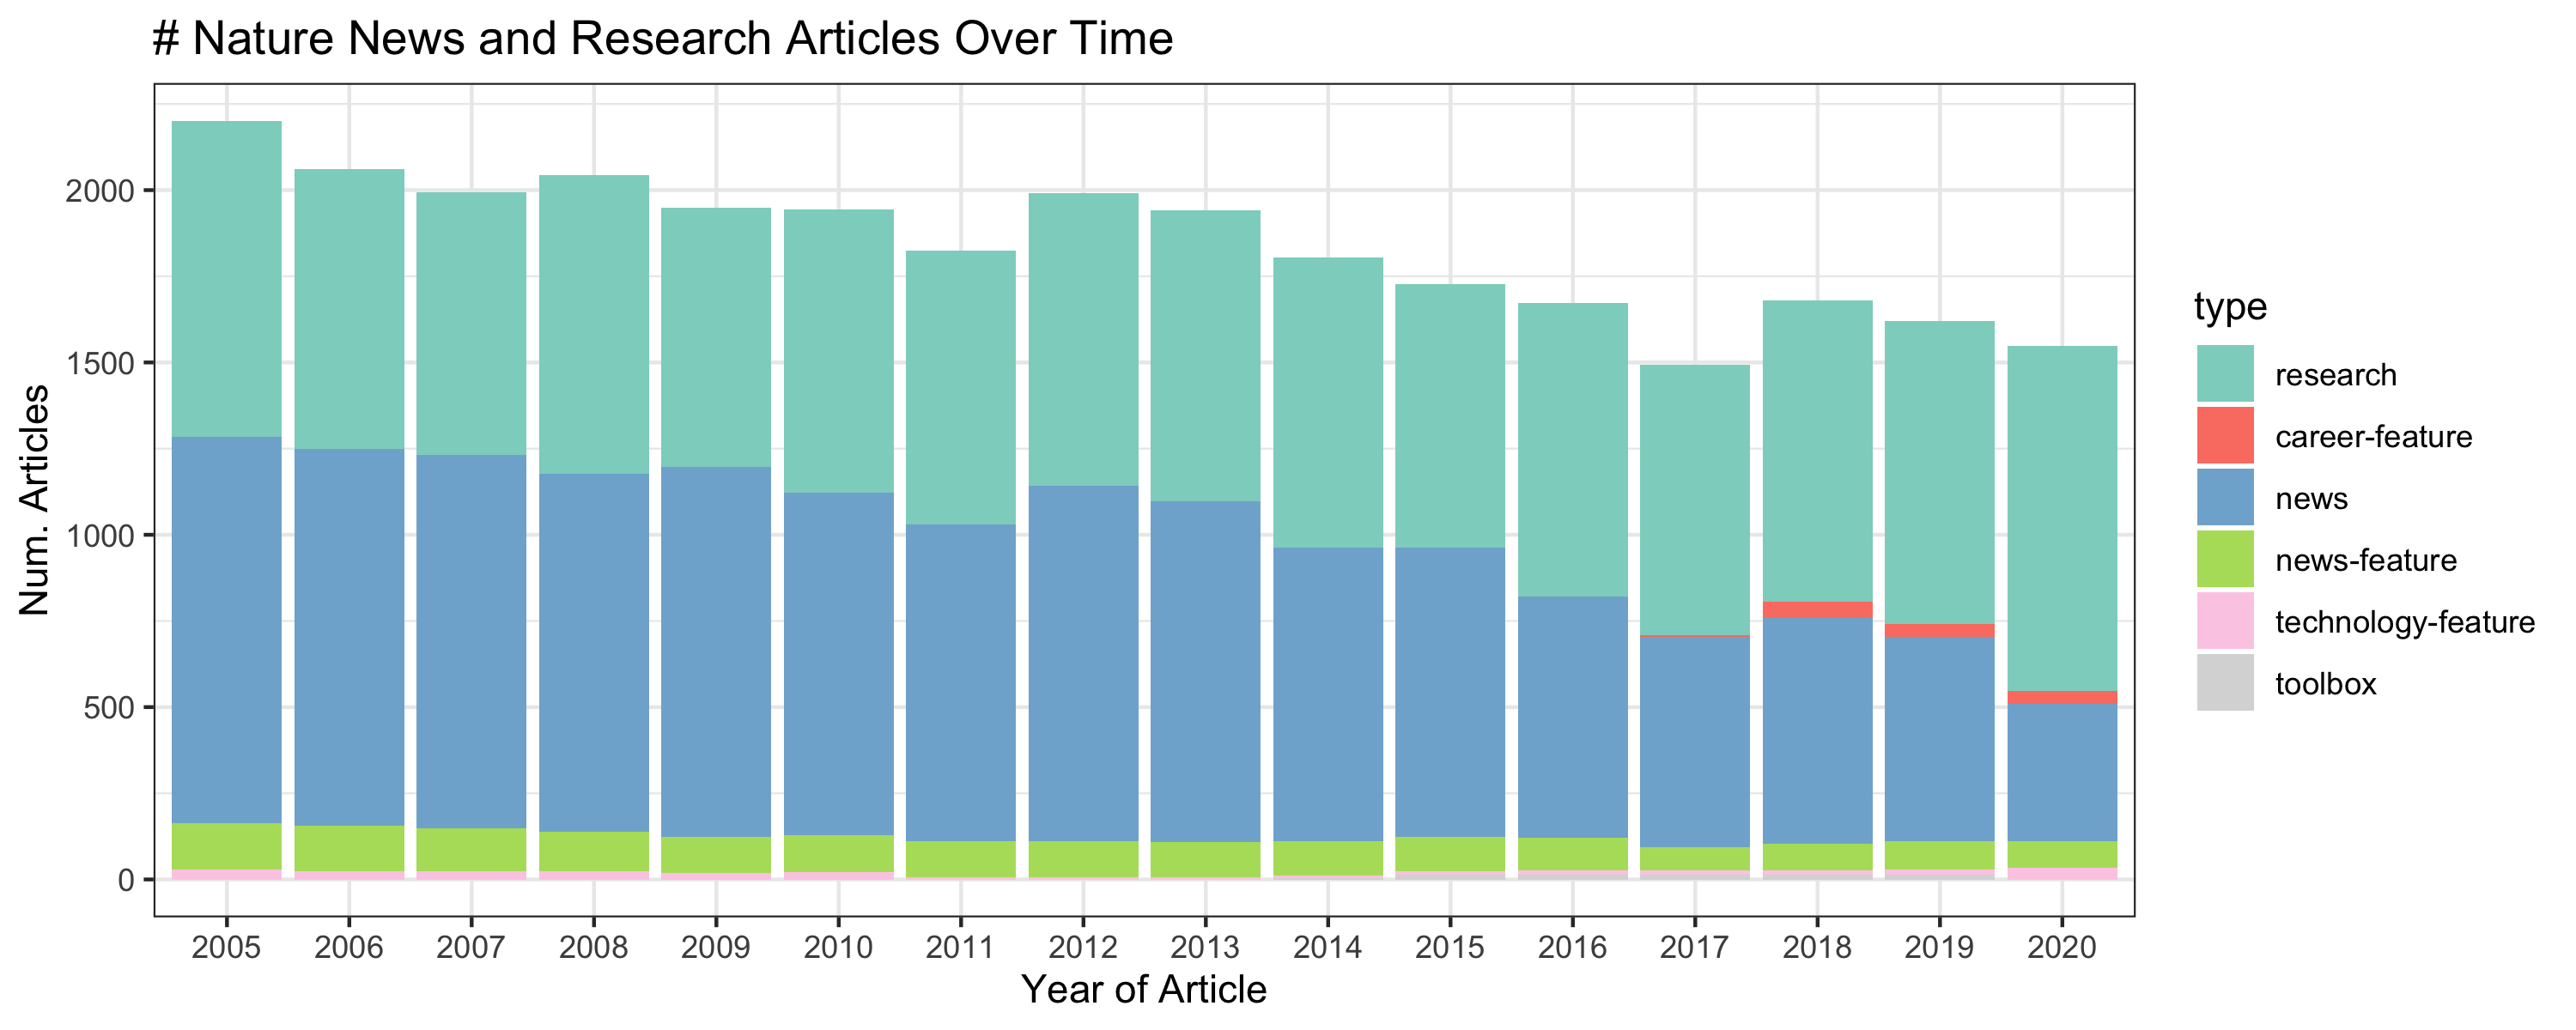 # Nature News and Research Articles Over Time
Num. Articles
2000
1500
1000
500
0
2005 2006 2007 2008 2009 2010 2011 2012 2013 2014 2015 2016 2017 2018 2019 2020
Year of Article
type
research
career-feature
news
news-feature
technology-feature
toolbox